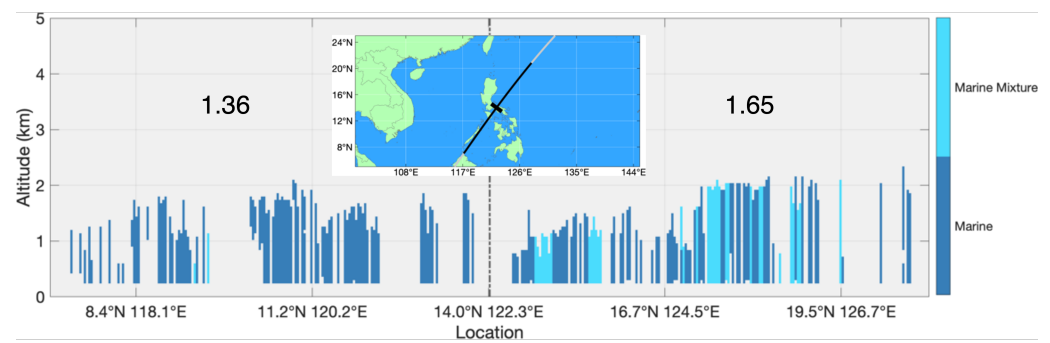 5
4
3
2
1
0
Altitude (km)
1.36
1.65
24°N
20°N
16°N
12°N
8°N
108°E 117°E 126°E 135°E 144°E
Marine Mixture
Marine
8.4°N 118.1°E 11.2°N 120.2°E 14.0°N 122.3°E 16.7°N 124.5°E 19.5°N 126.7°E
Location